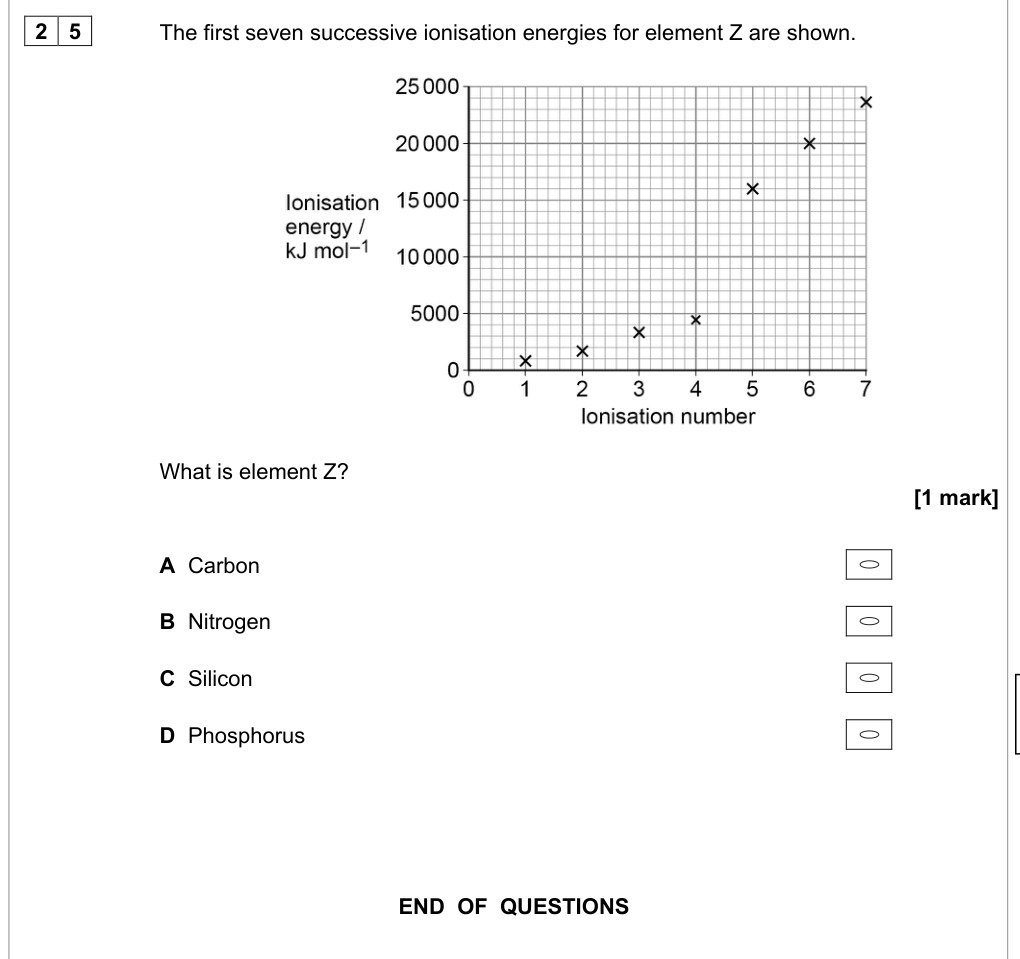 2 5 The first seven successive ionisation energies for element Z are shown.
25 000
20 000
Ionisation 15 000
energy /
kJ mol–1 10 000
5000
0
0 1 2 3 4 5 6 7
Ionisation number
What is element Z?
[1 mark]
A Carbon
B Nitrogen
C Silicon
D Phosphorus
END OF QUESTIONS